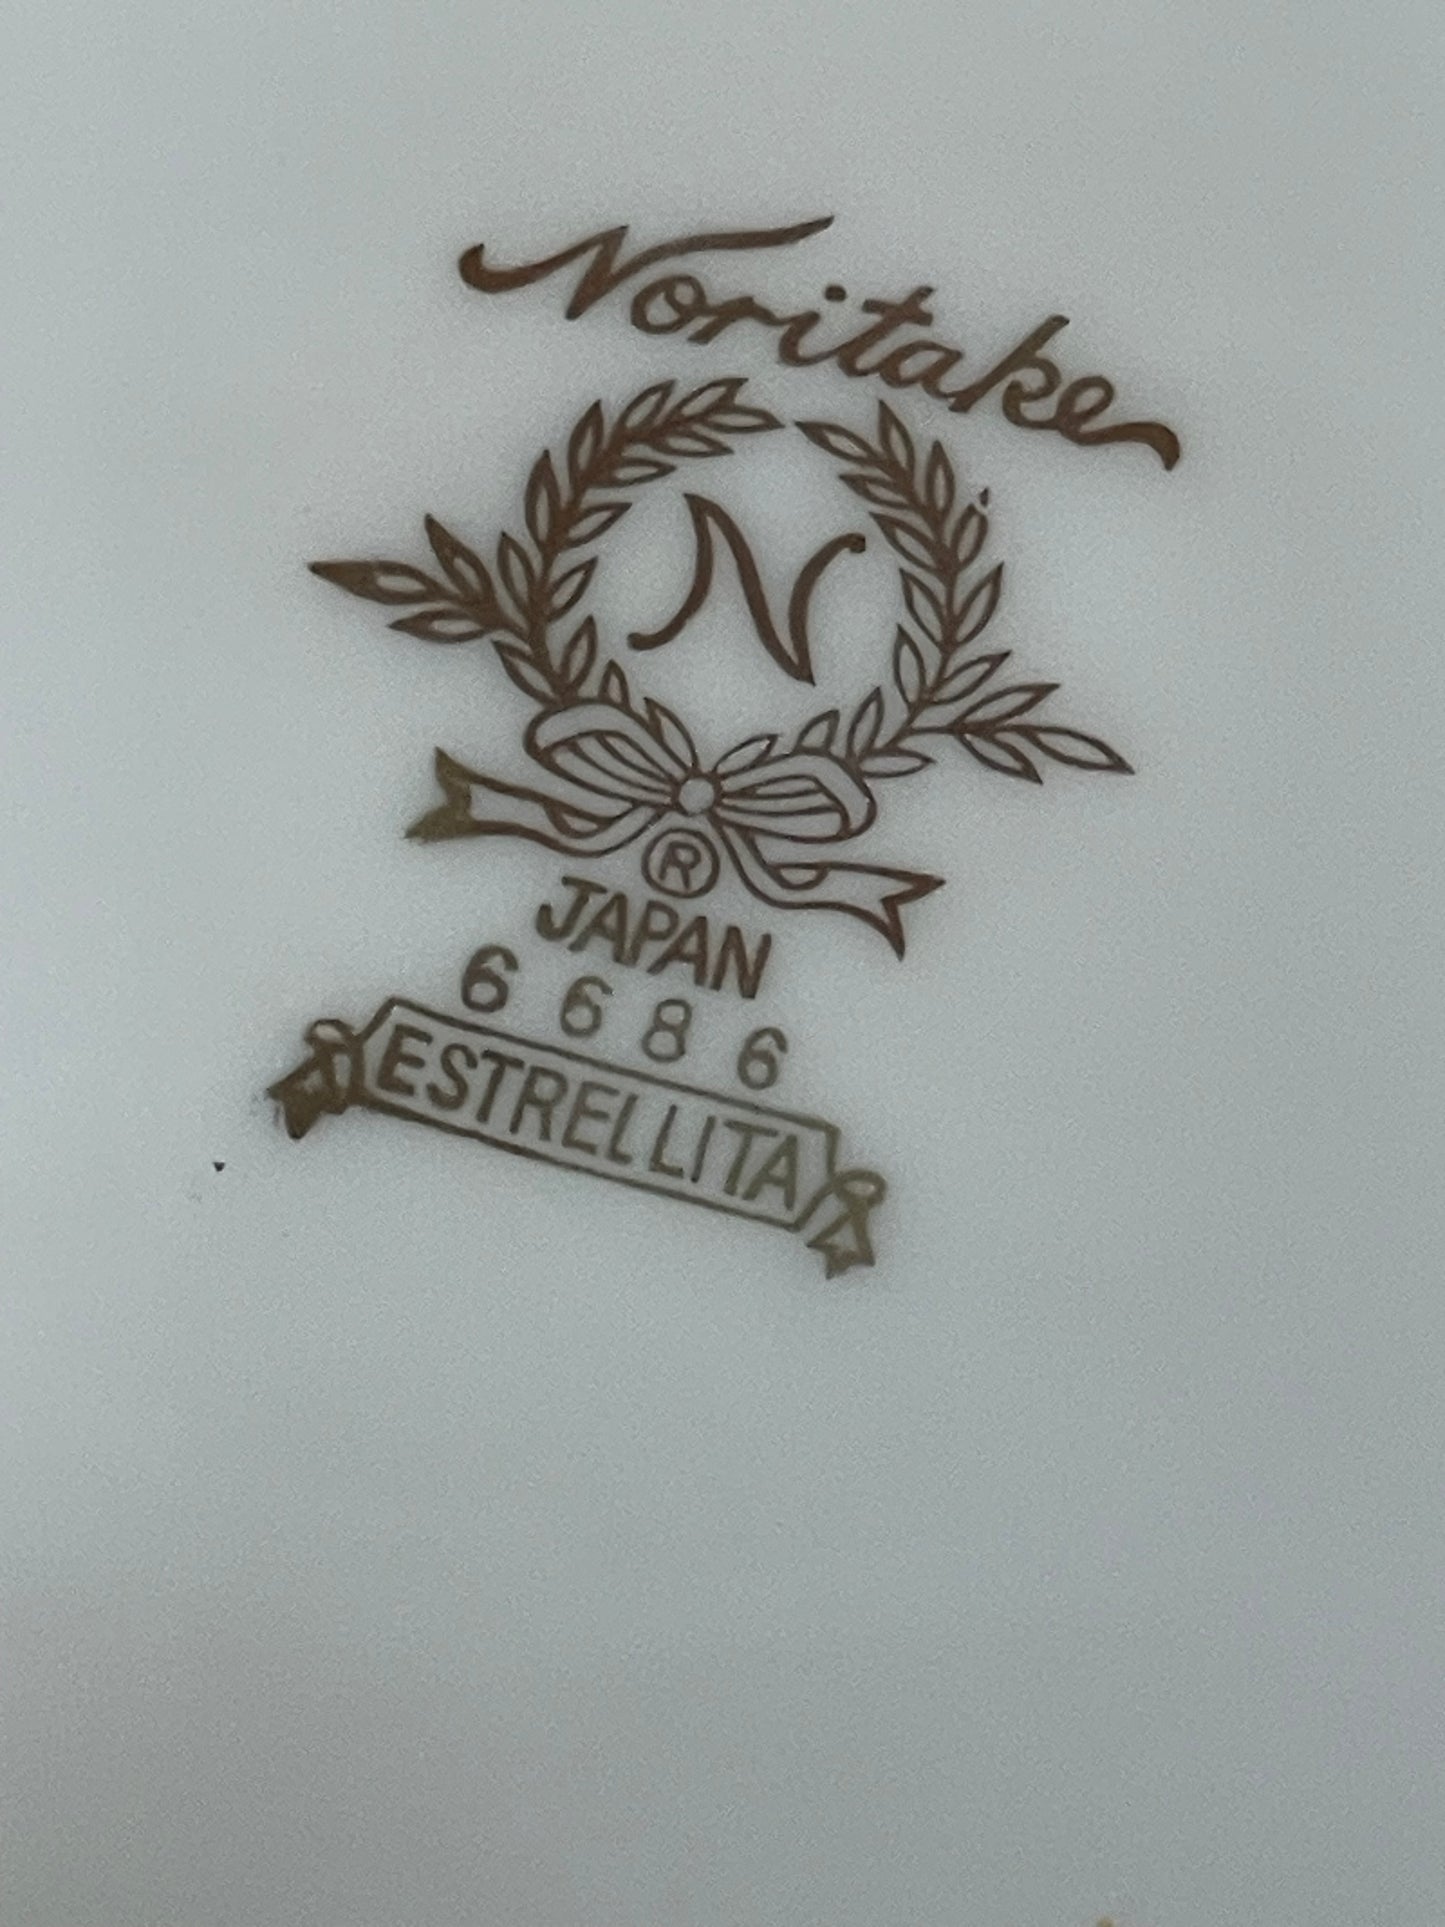 Noritake
N
®
JAPAN
6686
ESTRELLITA